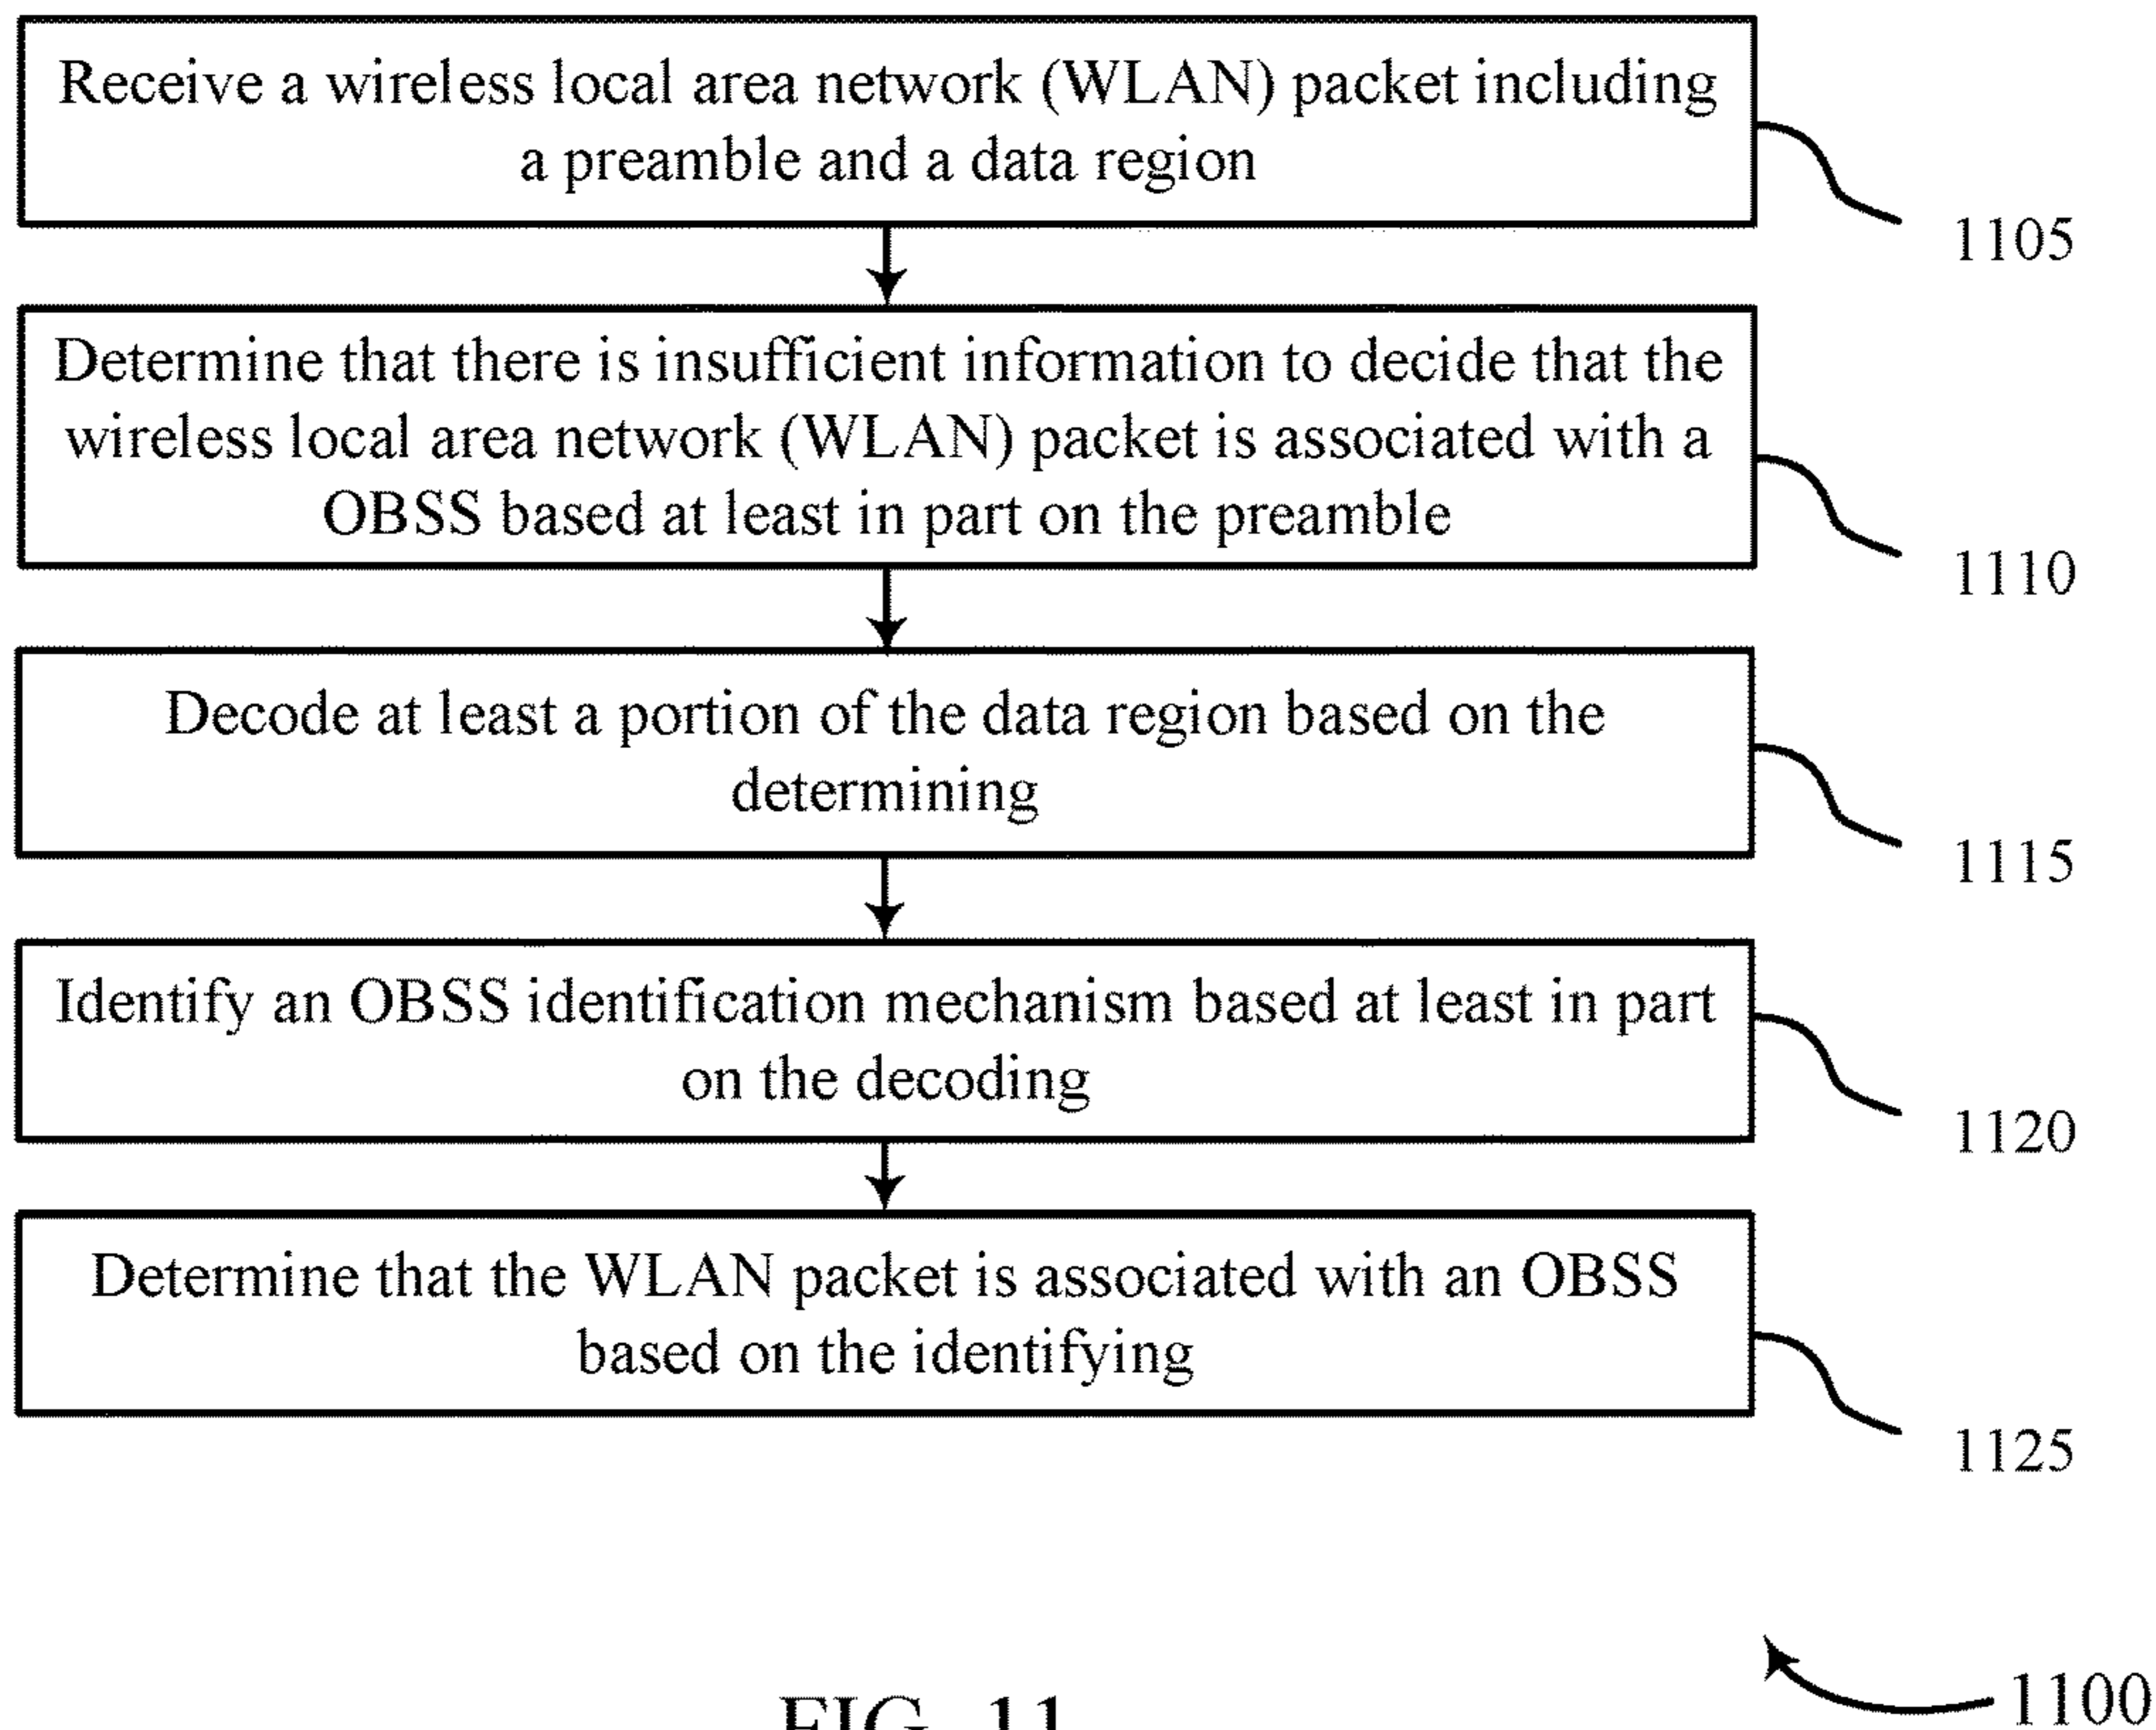 Receive a wireless local area network (WLAN) packet including
a preamble and a data region
1105
Determine that there is insufficient information to decide that the
wireless local area network (WLAN) packet is associated with a
OBSS based at least in part on the preamble
1110
Decode at least a portion of the data region based on the
determining
1115
Identify an OBSS identification mechanism based at least in part
on the decoding
1120
Determine that the WLAN packet is associated with an OBSS
based on the identifying
1125
1100
FIG. 11